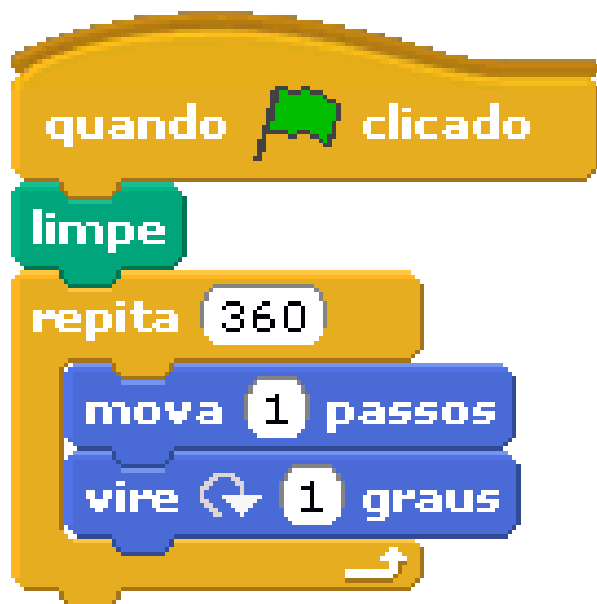 quando clicado
limpe
repita 360
mova 1 passos
vire 1 graus